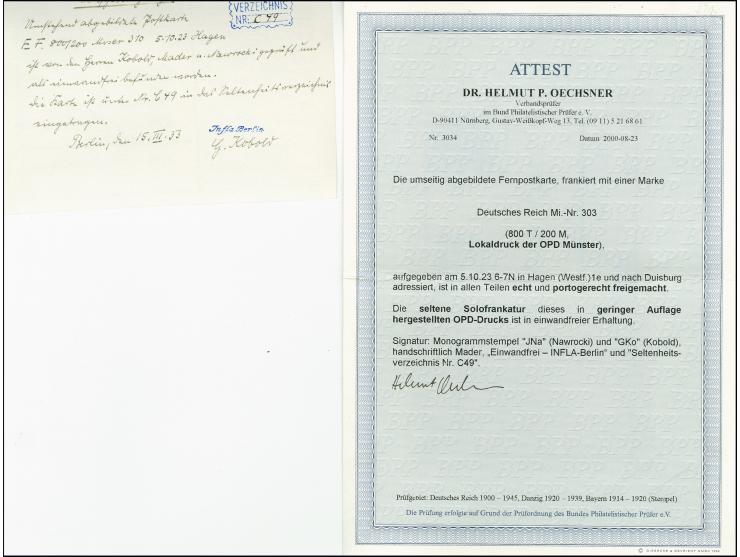 VERZEICHNIS
NR. C 49
Umstehend abgebildete Postkarte
E F. 800/200 Moser 310 5.10.23 Hagen
ist von den Herren Kobold, Mader u. Nawrocki geprüft und
als einwandfrei befunden worden.
die Karte ist unter Nr. C 49 in das Seltenheitsverzeichnis
eingetragen.
Berlin, den 15. III. 33
Infla Berlin
G. Kobold
ATTEST
DR. HELMUT P. OECHSNER
Verbandsprüfer
im Bund Philatelistischer Prüfer e. V.
D-90411 Nürnberg, Gustav-Weißkopf-Weg 13, Tel. (09 11) 5 21 68 61
Nr. 3034 Datum 2000-08-23
Die umseitig abgebildete Fernpostkarte, frankiert mit einer Marke
Deutsches Reich Mi.-Nr. 303
(800 T / 200 M,
Lokaldruck der OPD Münster),
aufgegeben am 5.10.23 6-7N in Hagen (Westf.)1e und nach Duisburg
adressiert, ist in allen Teilen echt und portogerecht freigemacht.
Die seltene Solofrankatur dieses in geringer Auflage
hergestellten OPD-Drucks ist in einwandfreier Erhaltung.
Signatur: Monogrammstempel "JNa" (Nawrocki) und "GKo" (Kobold),
handschriftlich Mader, „Einwandfrei – INFLA-Berlin" und "Seltenheits-
verzeichnis Nr. C49".
Prüfgebiet: Deutsches Reich 1900 – 1945, Danzig 1920 – 1939, Bayern 1914 – 1920 (Steropel)
Die Prüfung erfolgte auf Grund der Prüfordnung des Bundes Philatelistischer Prüfer e.V.